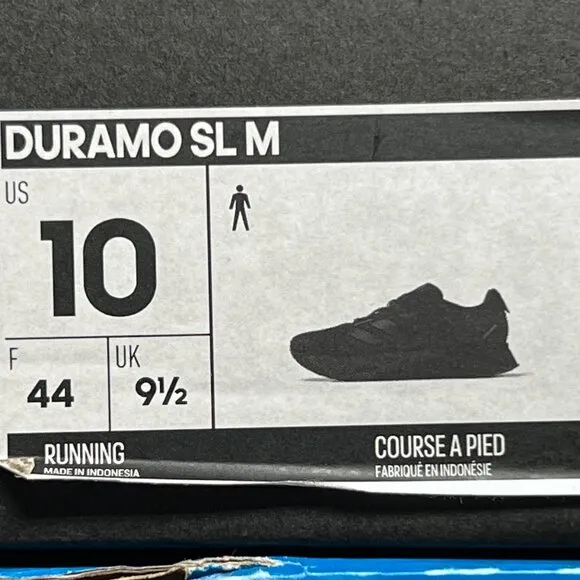 DURAMO SL M
US
10
F
44
UK
9½
RUNNING
MADE IN INDONESIA
COURSE A PIED
FABRIQUÉ EN INDONÉSIE